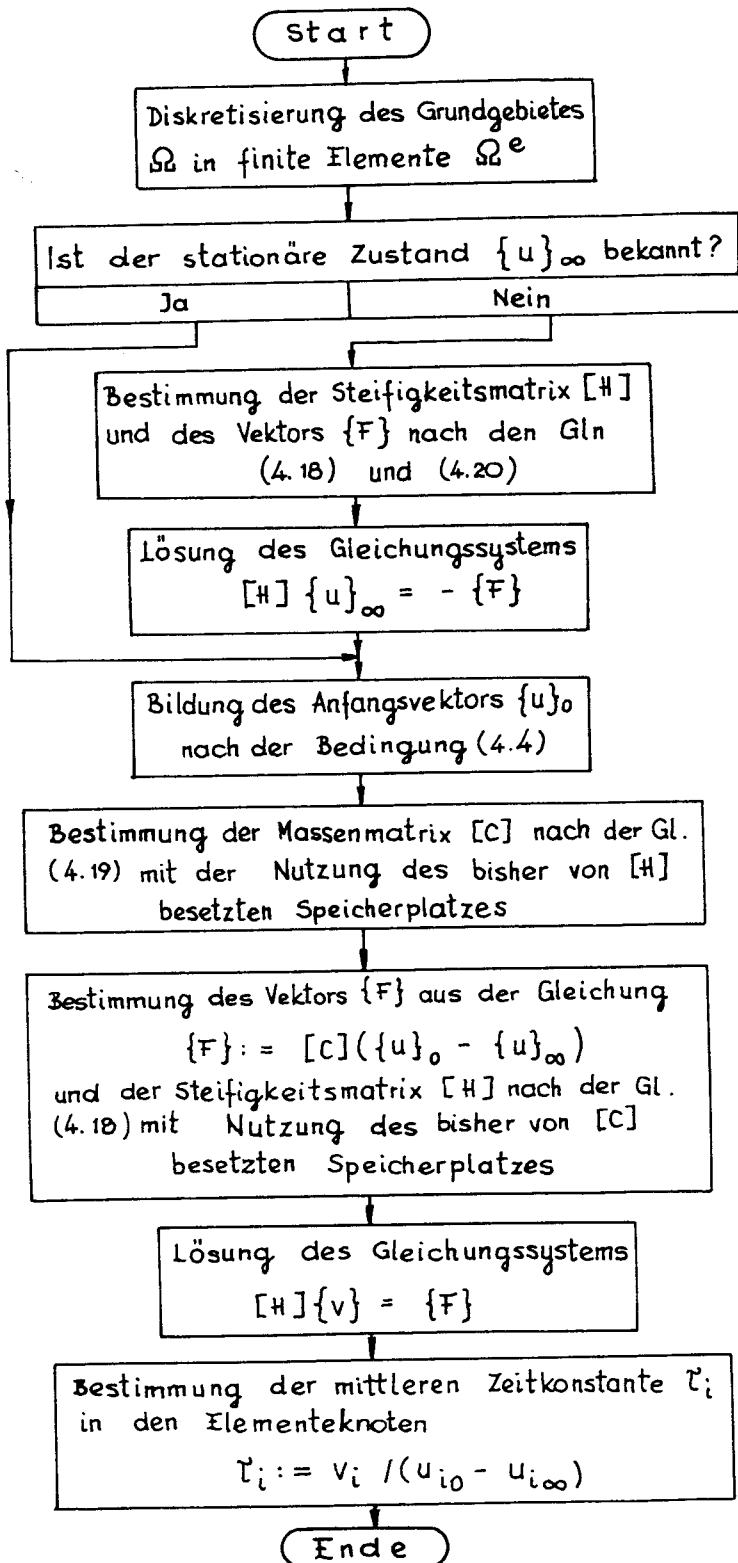 Start
Diskretisierung des Grundgebietes
Ω in finite Elemente Ωᵉ
Ist der stationäre Zustand {u}∞ bekannt?
Ja
Nein
Bestimmung der Steifigkeitsmatrix [H]
und des Vektors {F} nach den Gln
(4.18) und (4.20)
Lösung des Gleichungssystems
[H] {u}∞ = - {F}
Bildung des Anfangsvektors {u}₀
nach der Bedingung (4.4)
Bestimmung der Massenmatrix [C] nach der Gl.
(4.19) mit der Nutzung des bisher von [H]
besetzten Speicherplatzes
Bestimmung des Vektors {F} aus der Gleichung
{F} := [C]({u}₀ - {u}∞)
und der Steifigkeitsmatrix [H] nach der Gl.
(4.18) mit Nutzung des bisher von [C]
besetzten Speicherplatzes
Lösung des Gleichungssystems
[H]{v} = {F}
Bestimmung der mittleren Zeitkonstante τᵢ
in den Elementeknoten
τᵢ := vᵢ /(uᵢ₀ - uᵢ∞)
Ende